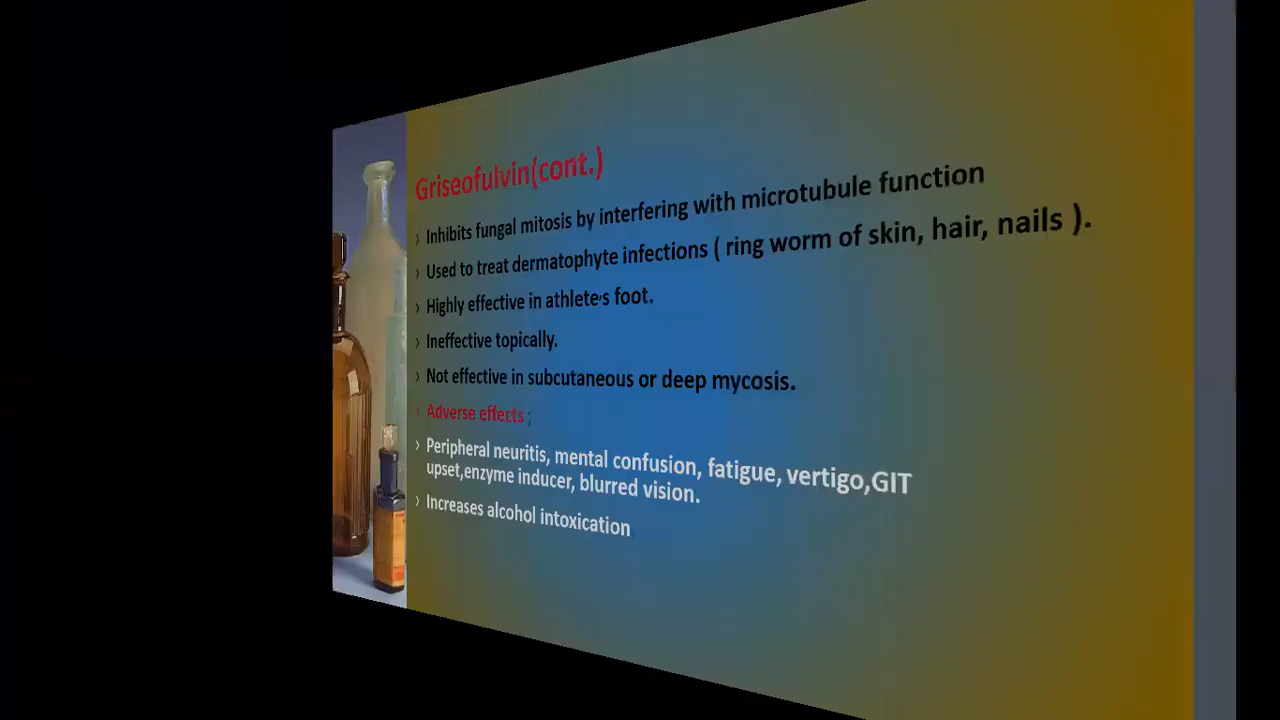 Griseofulvin(cont.)
Inhibits fungal mitosis by interfering with microtubule function
Used to treat dermatophyte infections ( ring worm of skin, hair, nails ).
Highly effective in athlete's foot.
Ineffective topically.
Not effective in subcutaneous or deep mycosis.
Adverse effects ;
Peripheral neuritis, mental confusion, fatigue, vertigo,GIT
upset,enzyme inducer, blurred vision.
Increases alcohol intoxication